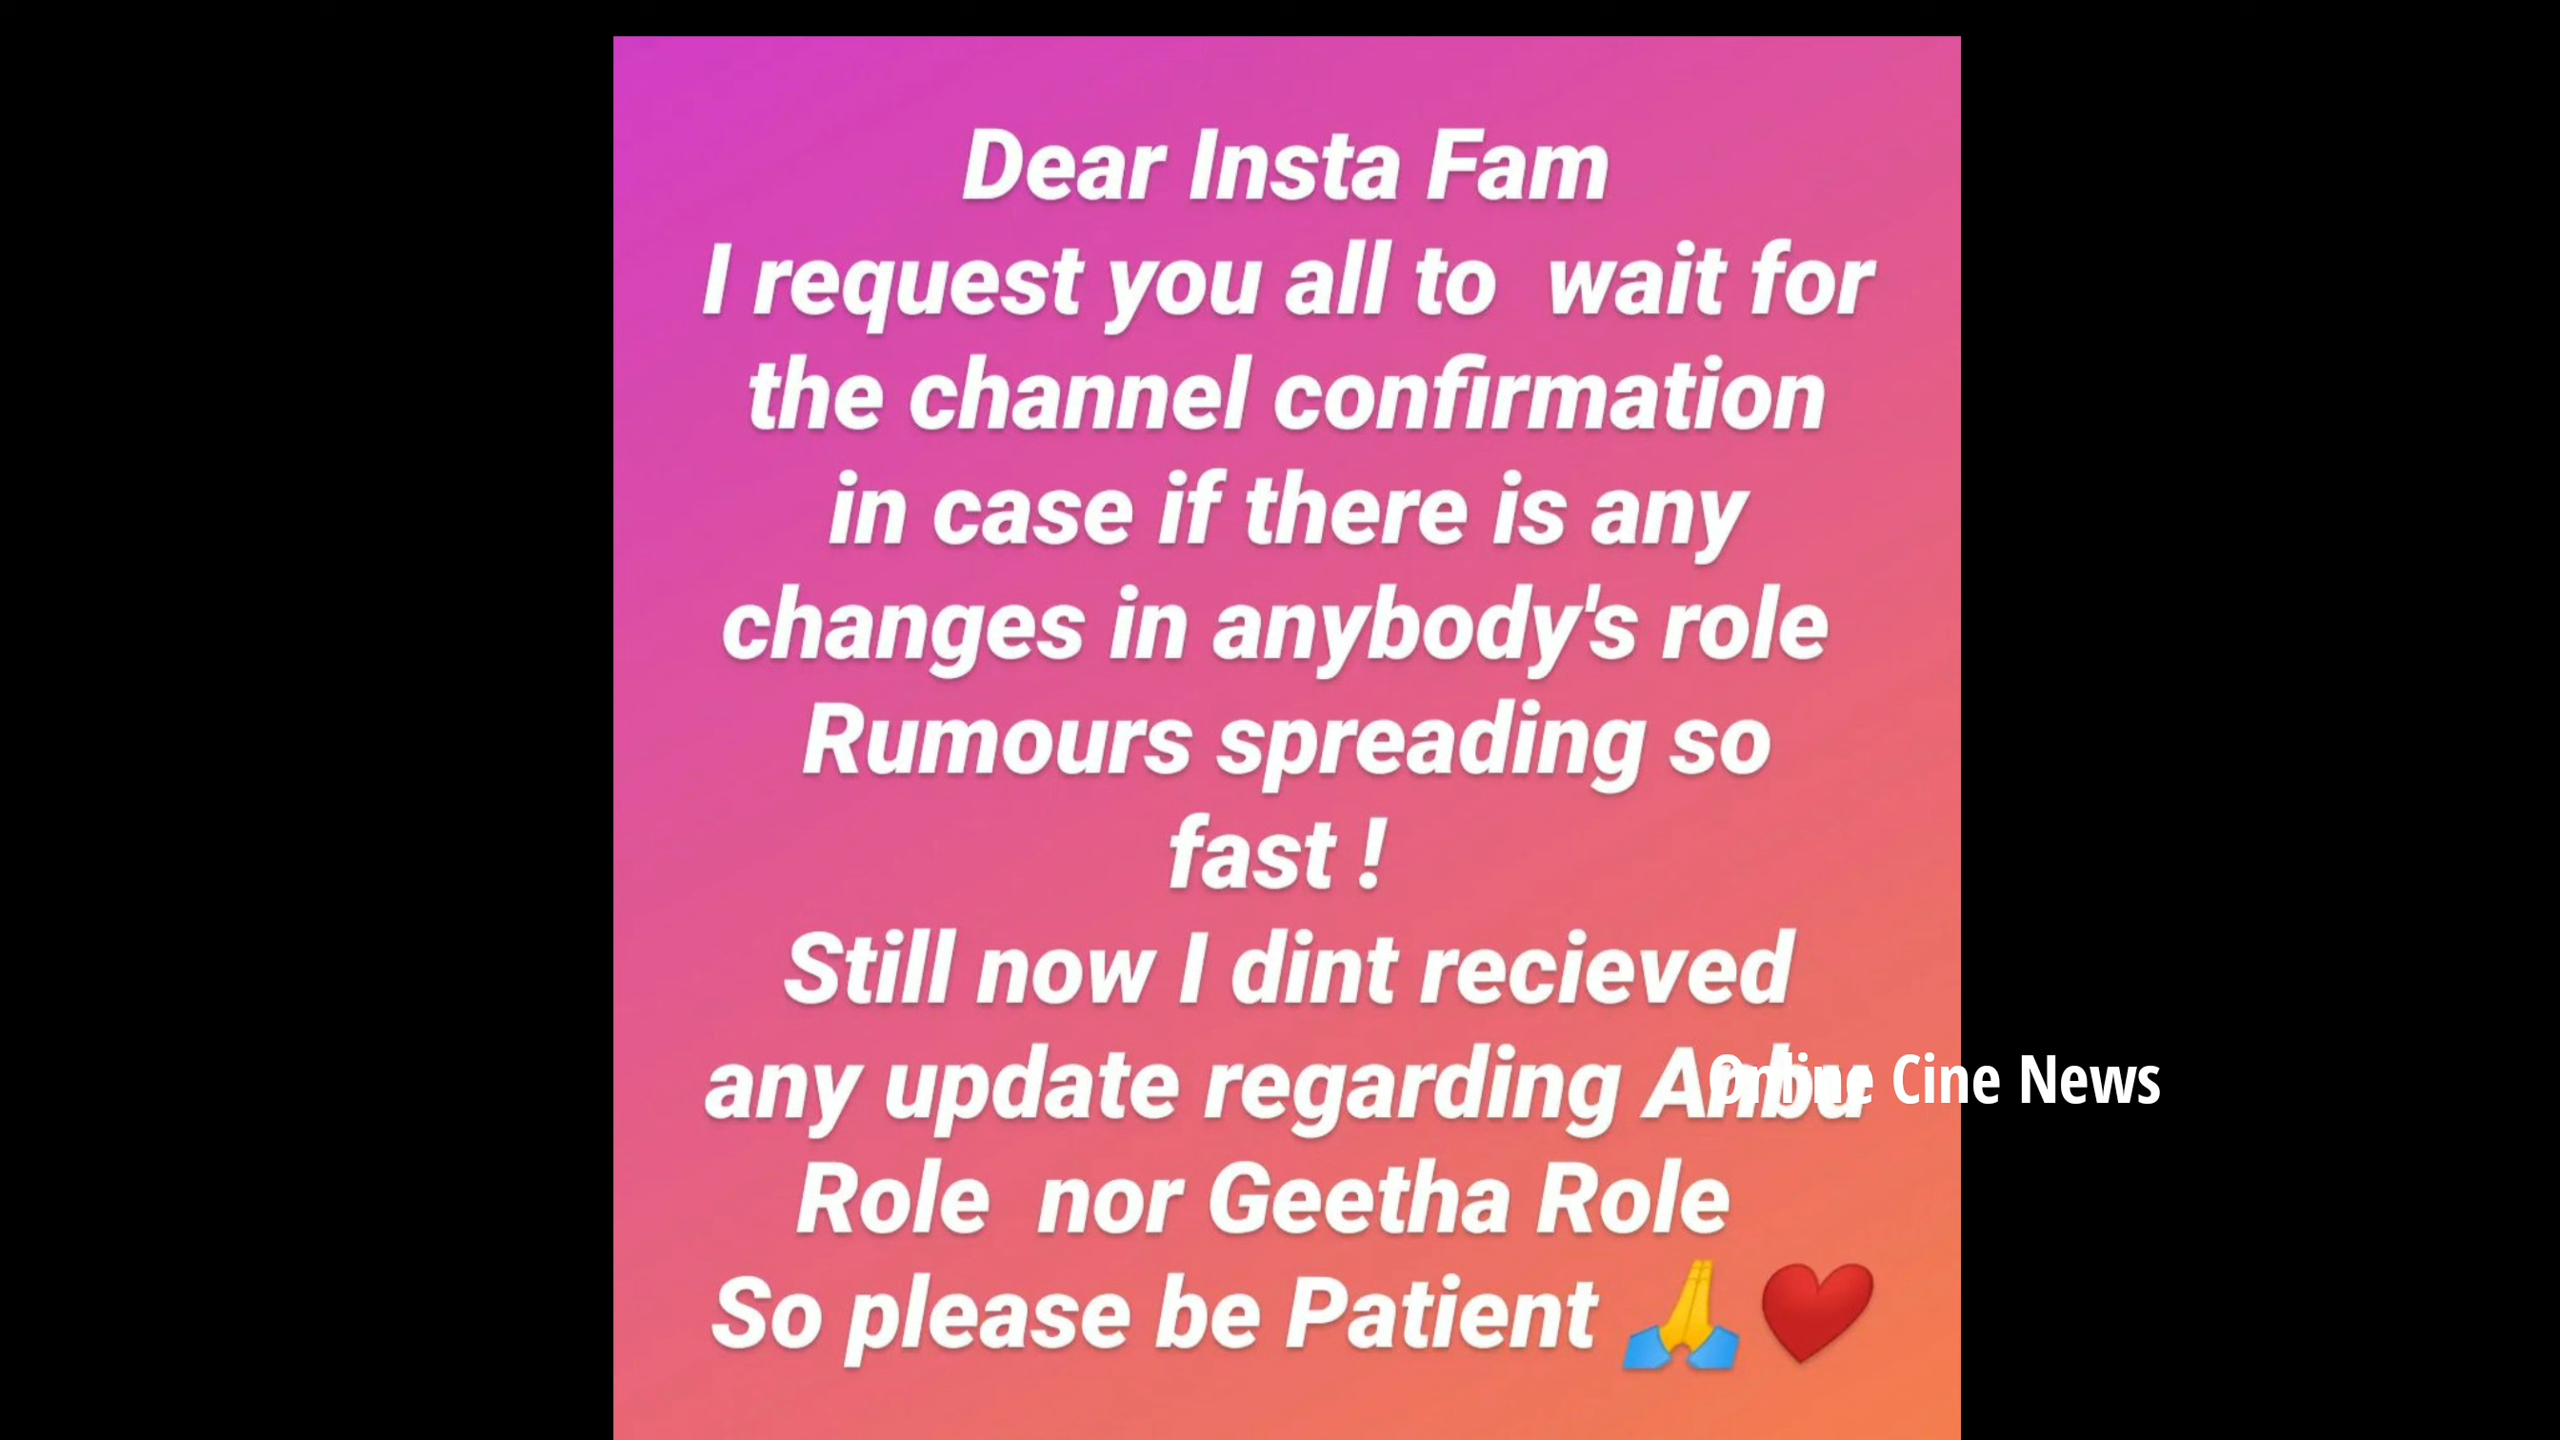 Dear Insta Fam
I request you all to wait for
the channel confirmation
in case if there is any
changes in anybody's role
Rumours spreading so
fast !
Still now I dint recieved
any update regarding Anbu
Online Cine News
Role nor Geetha Role
So please be Patient 🙏❤️